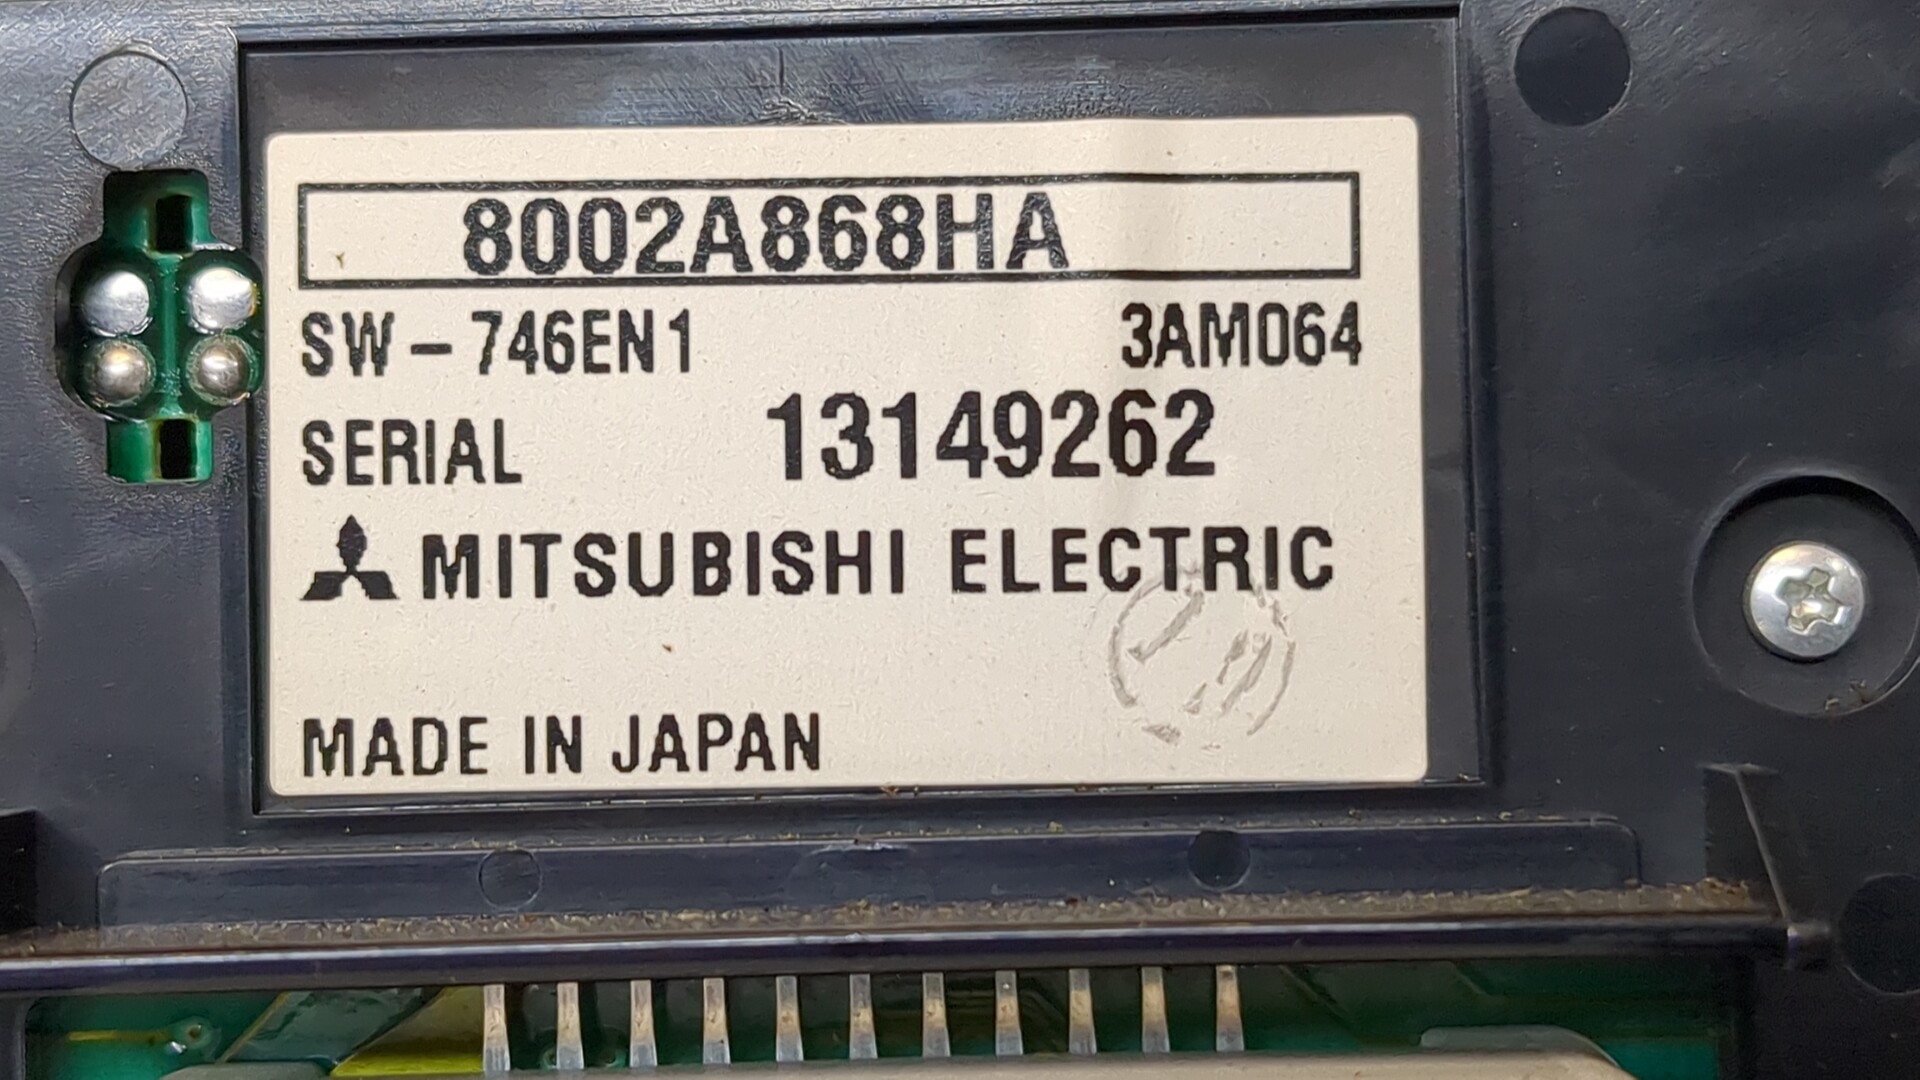 8002A868HA
SW-746EN1 3AM064
SERIAL 13149262
MITSUBISHI ELECTRIC
MADE IN JAPAN